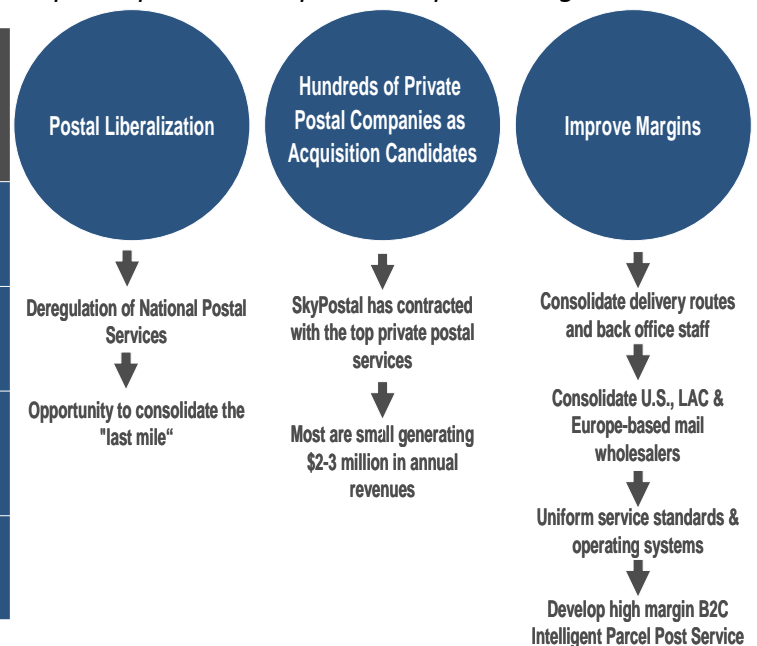 Postal Liberalization
Deregulation of National Postal
Services
Opportunity to consolidate the
"last mile“
Hundreds of Private
Postal Companies as
Acquisition Candidates
SkyPostal has contracted
with the top private postal
services
Most are small generating
$2-3 million in annual
revenues
Improve Margins
Consolidate delivery routes
and back office staff
Consolidate U.S., LAC &
Europe-based mail
wholesalers
Uniform service standards &
operating systems
Develop high margin B2C
Intelligent Parcel Post Service